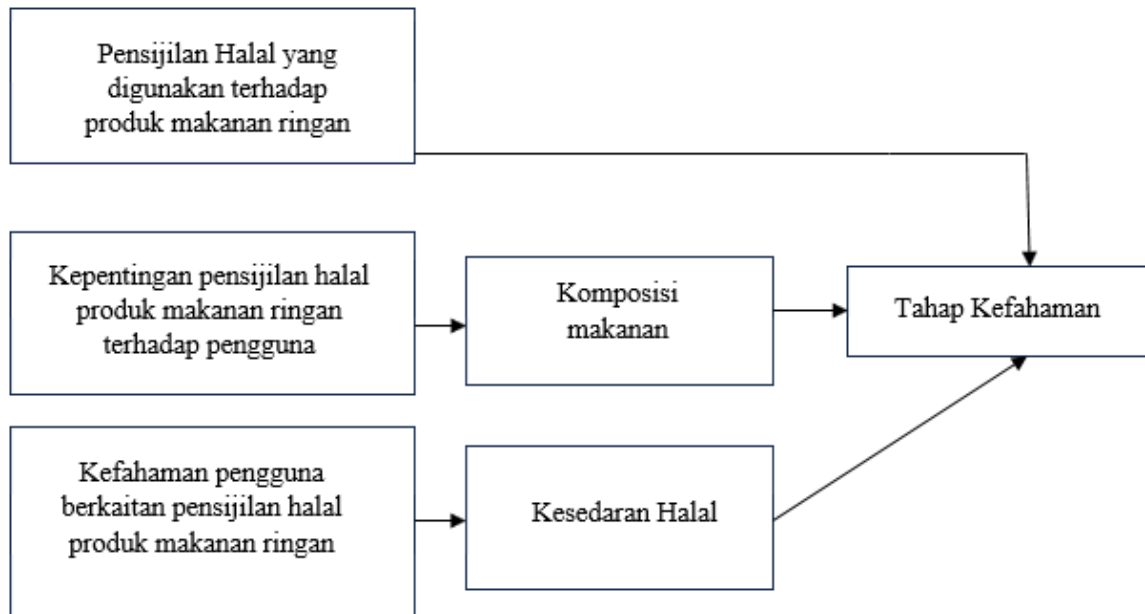 Pensijilan Halal yang
digunakan terhadap
produk makanan ringan
Kepentingan pensijilan halal
produk makanan ringan
terhadap pengguna
Komposisi
makanan
Tahap Kefahaman
Kefahaman pengguna
berkaitan pensijilan halal
produk makanan ringan
Kesedaran Halal